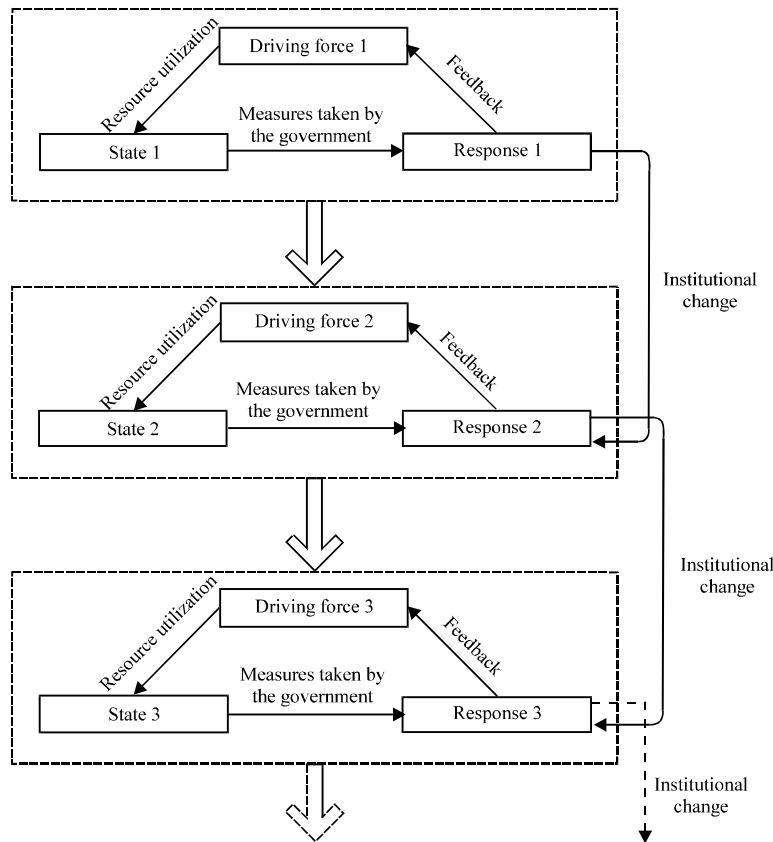 Driving force 1
Resource utilization
Feedback
Measures taken by
the government
State 1
Response 1
Institutional
change
Driving force 2
Resource utilization
Feedback
Measures taken by
the government
State 2
Response 2
Institutional
change
Driving force 3
Resource utilization
Feedback
Measures taken by
the government
State 3
Response 3
Institutional
change